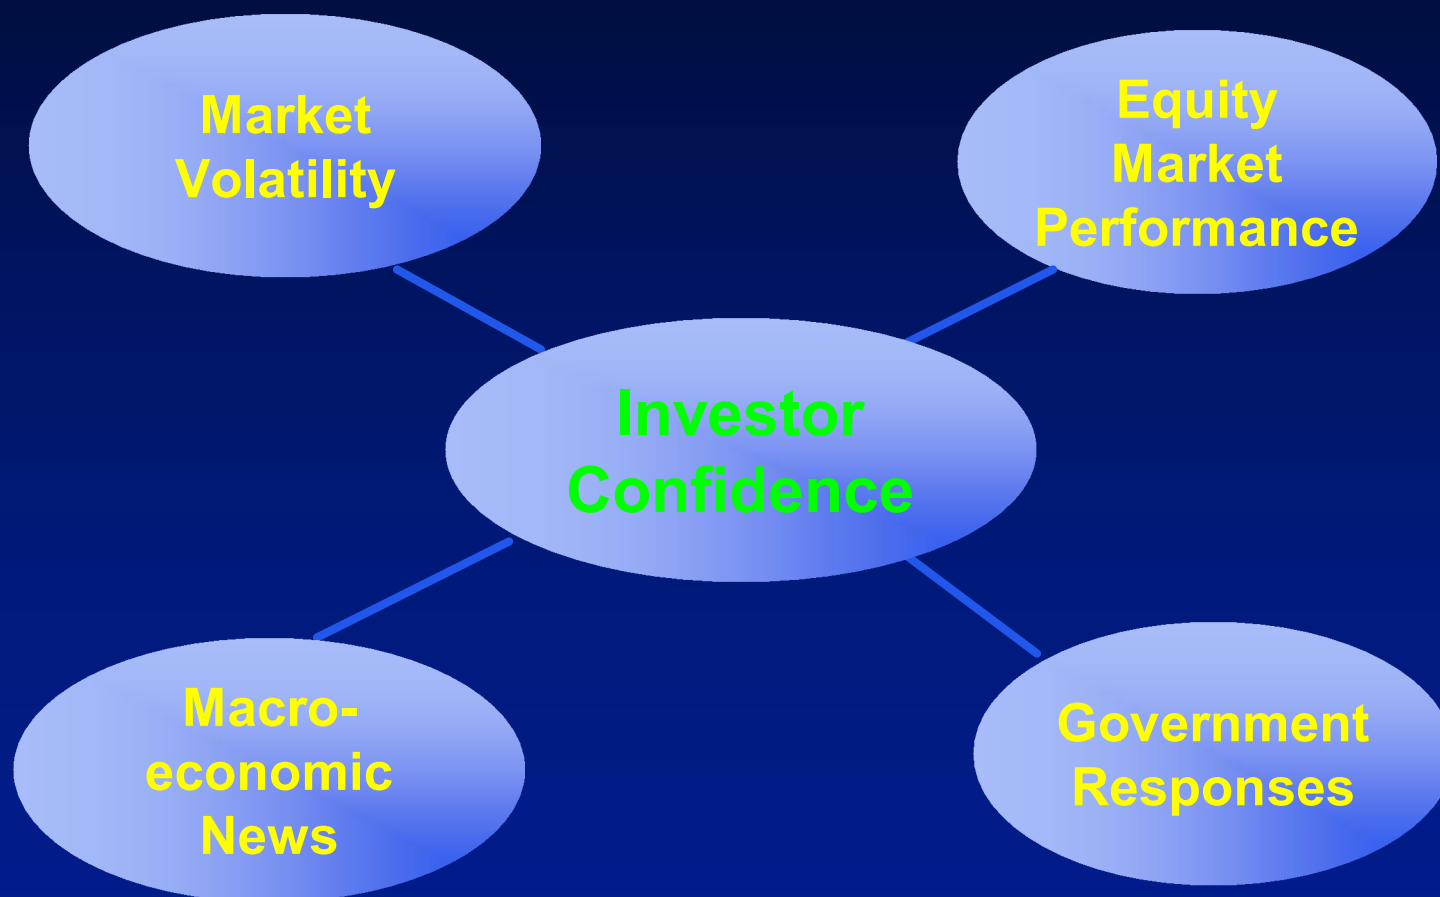 Market
Volatility
Equity
Market
Performance
Investor
Confidence
Macro-
economic
News
Government
Responses